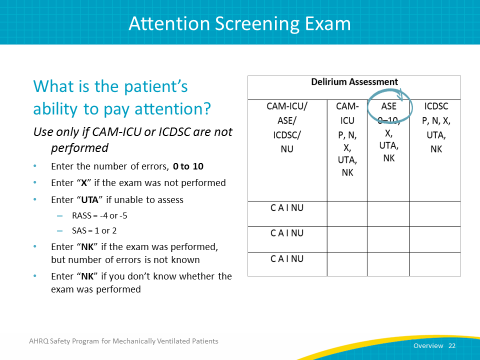 Attention Screening Exam
What is the patient's
ability to pay attention?
Use only if CAM-ICU or ICDSC are not
performed
• Enter the number of errors, 0 to 10
• Enter “X” if the exam was not performed
• Enter “UTA” if unable to assess
– RASS = -4 or -5
– SAS = 1 or 2
• Enter “NK” if the exam was performed,
but number of errors is not known
• Enter “NK” if you don't know whether the
exam was performed
Delirium Assessment
CAM-ICU/
ASE/
ICDSC/
NU
CAM-
ICU
P, N,
X,
UTA,
NK
ASE
0–10,
X,
UTA,
NK
ICDSC
P, N, X,
UTA,
NK
C A I NU
C A I NU
C A I NU
AHRQ Safety Program for Mechanically Ventilated Patients
Overview 22